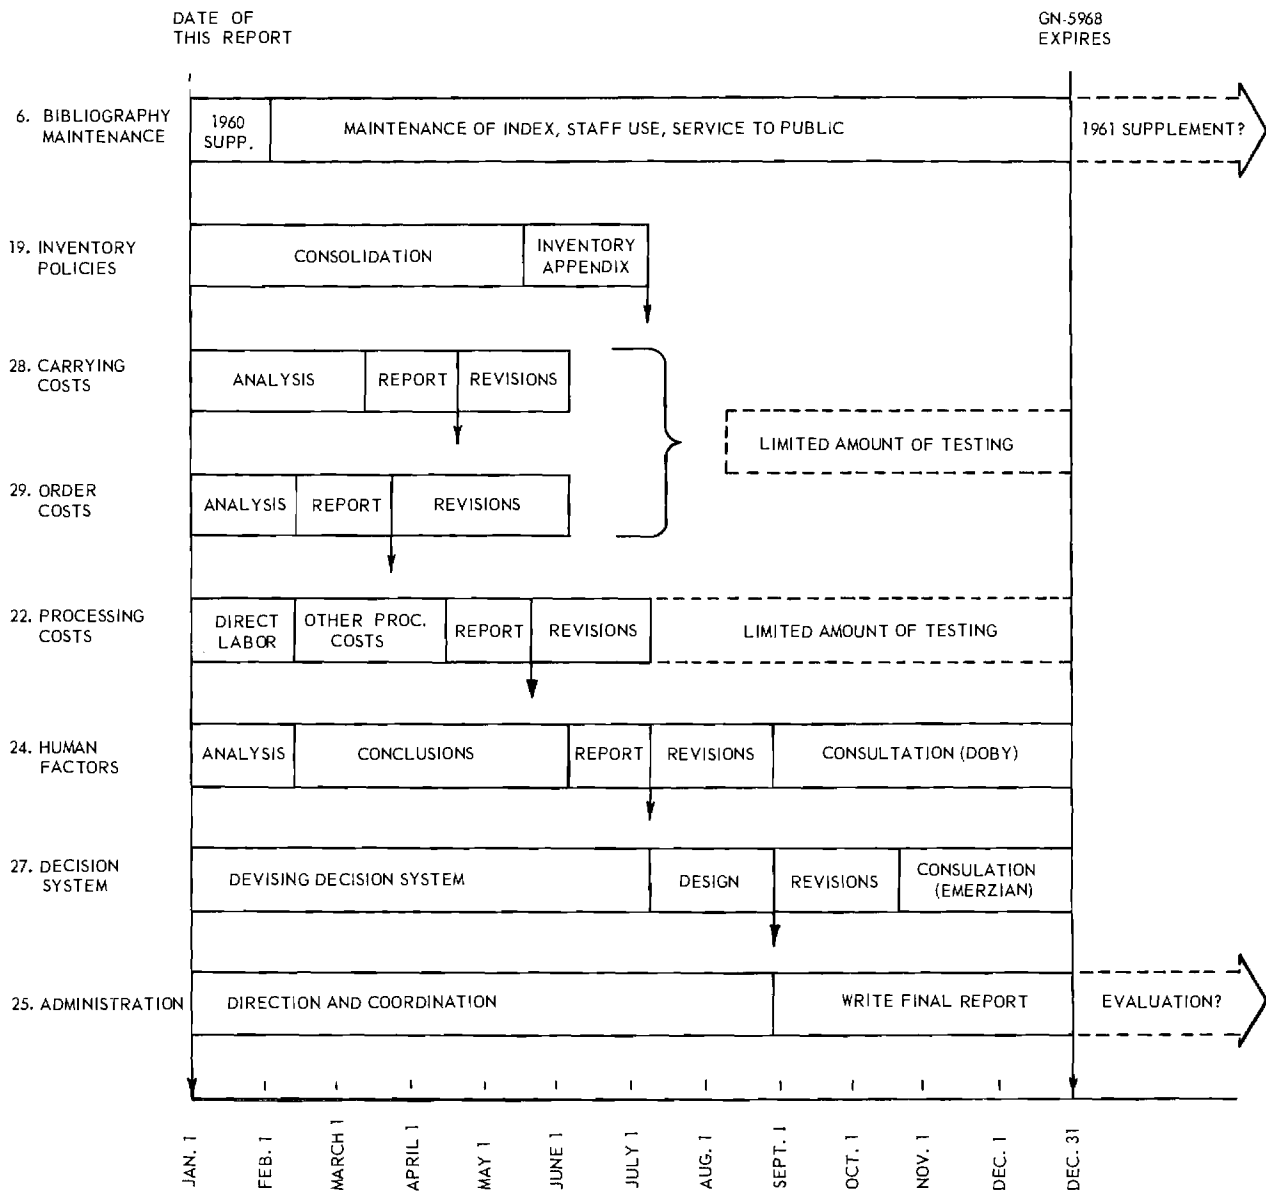 DATE OF
THIS REPORT
GN-5968
EXPIRES
6. BIBLIOGRAPHY
MAINTENANCE
1960
SUPP.
MAINTENANCE OF INDEX, STAFF USE, SERVICE TO PUBLIC
1961 SUPPLEMENT?
19. INVENTORY
POLICIES
CONSOLIDATION
INVENTORY
APPENDIX
28. CARRYING
COSTS
ANALYSIS
REPORT
REVISIONS
LIMITED AMOUNT OF TESTING
29. ORDER
COSTS
ANALYSIS
REPORT
REVISIONS
22. PROCESSING
COSTS
DIRECT
LABOR
OTHER PROC.
COSTS
REPORT
REVISIONS
LIMITED AMOUNT OF TESTING
24. HUMAN
FACTORS
ANALYSIS
CONCLUSIONS
REPORT
REVISIONS
CONSULTATION (DOBY)
27. DECISION
SYSTEM
DEVISING DECISION SYSTEM
DESIGN
REVISIONS
CONSULATION
(EMERZIAN)
25. ADMINISTRATION
DIRECTION AND COORDINATION
WRITE FINAL REPORT
EVALUATION?
JAN. 1
FEB. 1
MARCH 1
APRIL 1
MAY 1
JUNE 1
JULY 1
AUG. 1
SEPT. 1
OCT. 1
NOV. 1
DEC. 1
DEC. 31